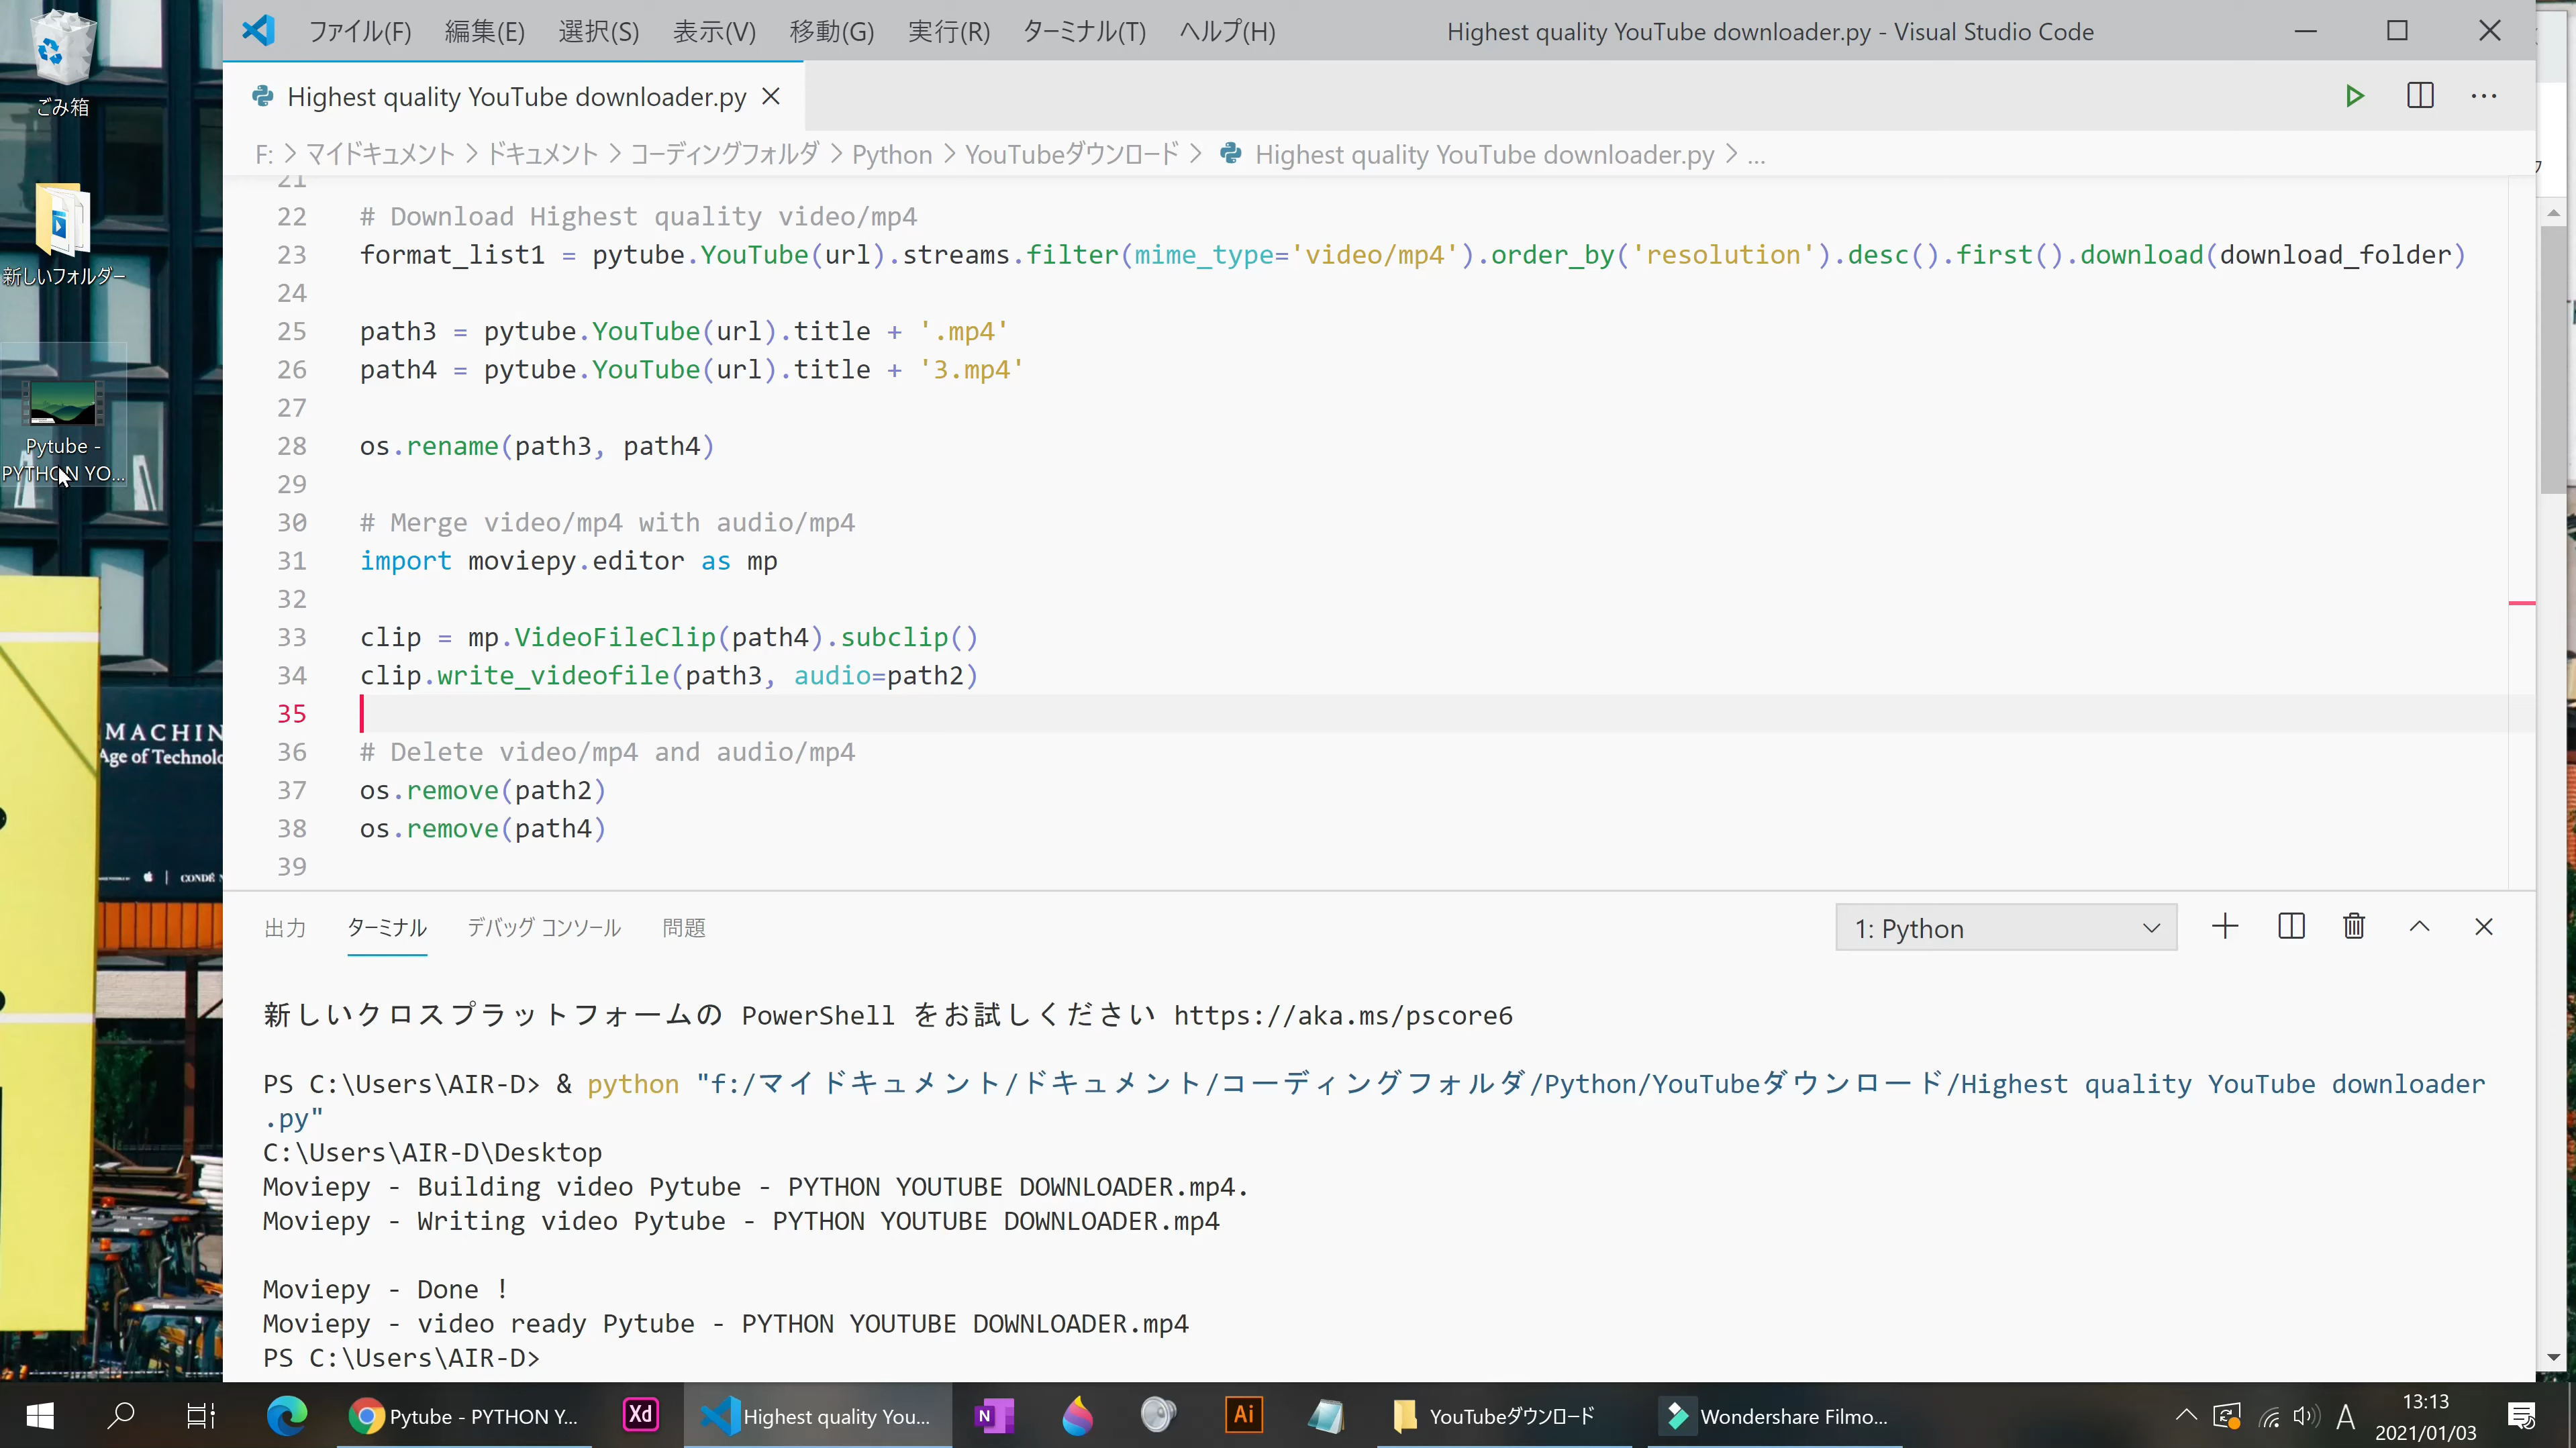 ファイル(F) 編集(E) 選択(S) 表示(V) 移動(G) 実行(R) ターミナル(T) ヘルプ(H) Highest quality YouTube downloader.py - Visual Studio Code
ごみ箱
新しいフォルダー
Pytube -
PYTHON YO...
MACHIN
Age of Technolo
CONDÉ N
Highest quality YouTube downloader.py
F: > マイドキュメント > ドキュメント > コーディングフォルダ > Python > YouTubeダウンロード > Highest quality YouTube downloader.py > ...
21
22 # Download Highest quality video/mp4
23 format_list1 = pytube.YouTube(url).streams.filter(mime_type='video/mp4').order_by('resolution').desc().first().download(download_folder)
24
25 path3 = pytube.YouTube(url).title + '.mp4'
26 path4 = pytube.YouTube(url).title + '3.mp4'
27
28 os.rename(path3, path4)
29
30 # Merge video/mp4 with audio/mp4
31 import moviepy.editor as mp
32
33 clip = mp.VideoFileClip(path4).subclip()
34 clip.write_videofile(path3, audio=path2)
35
36 # Delete video/mp4 and audio/mp4
37 os.remove(path2)
38 os.remove(path4)
39
出力 ターミナル デバッグ コンソール 問題 1: Python
新しいクロスプラットフォームの PowerShell をお試しください https://aka.ms/pscore6
PS C:\Users\AIR-D> & python "f:/マイドキュメント/ドキュメント/コーディングフォルダ/Python/YouTubeダウンロード/Highest quality YouTube downloader
.py"
C:\Users\AIR-D\Desktop
Moviepy - Building video Pytube - PYTHON YOUTUBE DOWNLOADER.mp4.
Moviepy - Writing video Pytube - PYTHON YOUTUBE DOWNLOADER.mp4
Moviepy - Done !
Moviepy - video ready Pytube - PYTHON YOUTUBE DOWNLOADER.mp4
PS C:\Users\AIR-D>
Pytube - PYTHON Y... Xd Highest quality You... N Ai YouTubeダウンロード Wondershare Filmo... A 13:13
2021/01/03